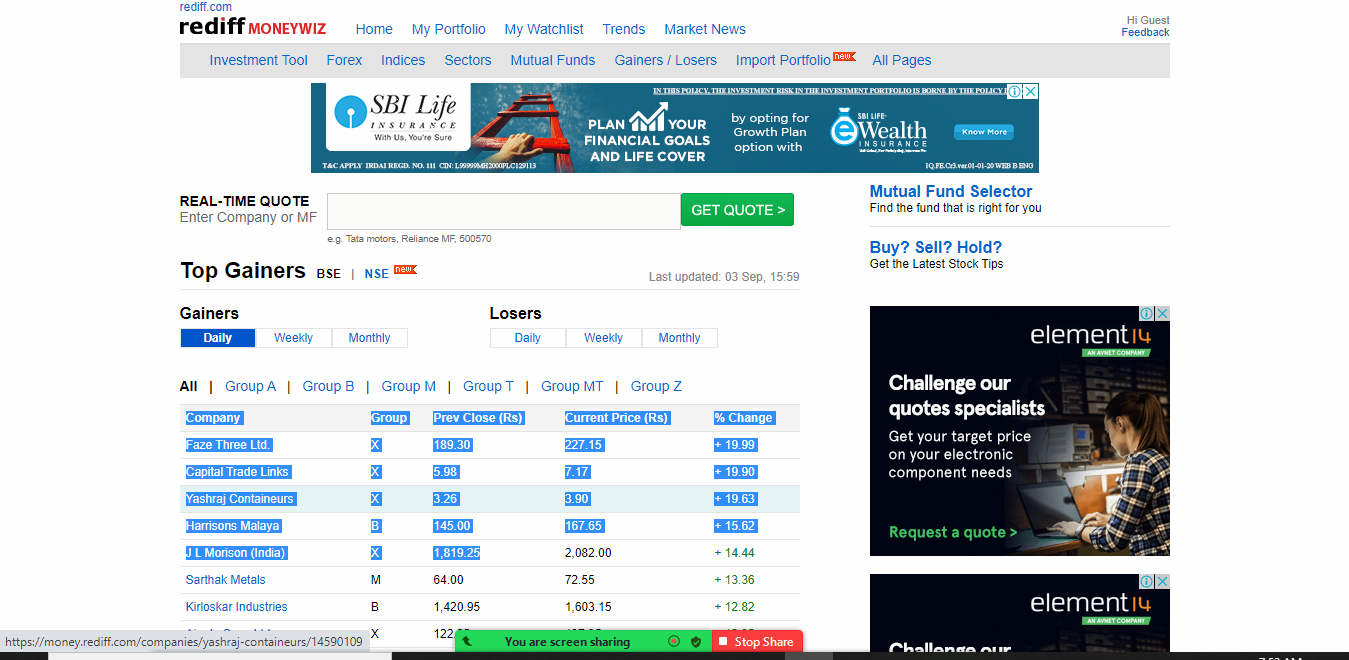 rediff.com
rediff MONEYWIZ
Home My Portfolio My Watchlist Trends Market News
Hi Guest
Feedback
Investment Tool Forex Indices Sectors Mutual Funds Gainers / Losers Import Portfolio new All Pages
SBI Life
INSURANCE
With Us, You're Sure
T&C APPLY IRDAI REGD. NO. 111 CIN: L99999MH2000PLC129113
IN THIS POLICY, THE INVESTMENT RISK IN THE INVESTMENT PORTFOLIO IS BORNE BY THE POLICY
PLAN YOUR
FINANCIAL GOALS
AND LIFE COVER
by opting for
Growth Plan
option with
SBI LIFE-
eWealth
INSURANCE
Know More
1Q.FE.Cr3.ver.01-01-20 WEB B ENG
REAL-TIME QUOTE
Enter Company or MF
GET QUOTE >
e.g. Tata motors, Reliance MF, 500570
Mutual Fund Selector
Find the fund that is right for you
Buy? Sell? Hold?
Get the Latest Stock Tips
Top Gainers BSE | NSE new
Last updated: 03 Sep, 15:59
Gainers
Daily Weekly Monthly
Losers
Daily Weekly Monthly
All | Group A | Group B | Group M | Group T | Group MT | Group Z
Company Group Prev Close (Rs) Current Price (Rs) % Change
Faze Three Ltd. X 189.30 227.15 + 19.99
Capital Trade Links X 5.98 7.17 + 19.90
Yashraj Containeurs X 3.26 3.90 + 19.63
Harrisons Malaya B 145.00 167.65 + 15.62
J L Morison (India) X 1,819.25 2,082.00 + 14.44
Sarthak Metals M 64.00 72.55 + 13.36
Kirloskar Industries B 1,420.95 1,603.15 + 12.82
X 122.
element14
AN AVNET COMPANY
Challenge our
quotes specialists
Get your target price
on your electronic
component needs
Request a quote >
element14
AN AVNET COMPANY
Challenge our
https://money.rediff.com/companies/yashraj-containeurs/14590109
You are screen sharing
Stop Share